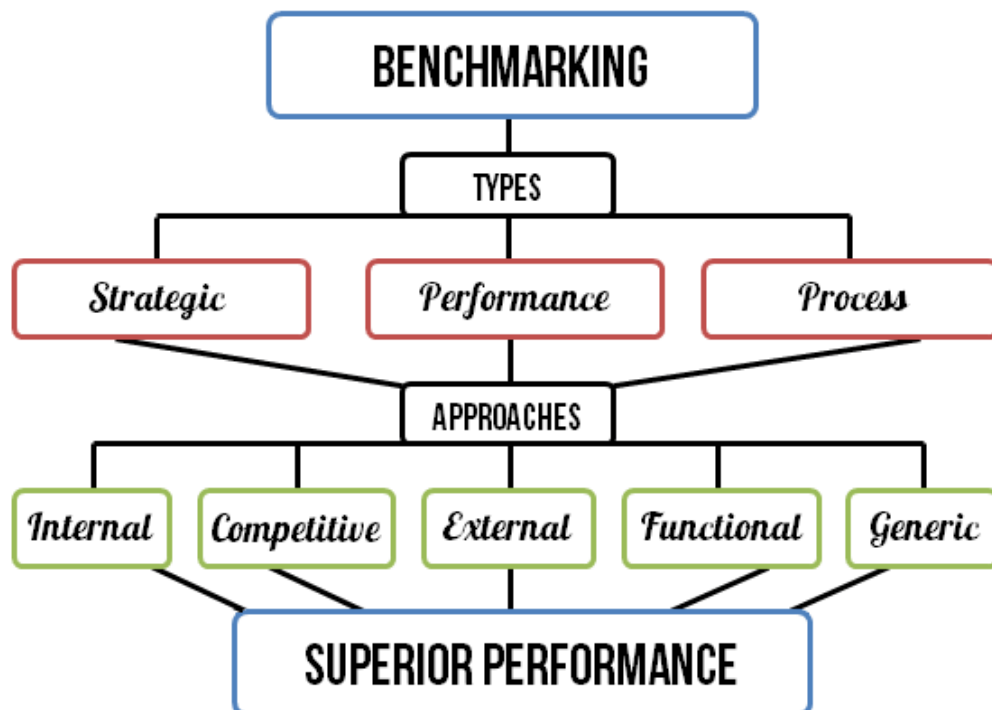 BENCHMARKING
TYPES
Strategic
Performance
Process
APPROACHES
Internal
Competitive
External
Functional
Generic
SUPERIOR PERFORMANCE